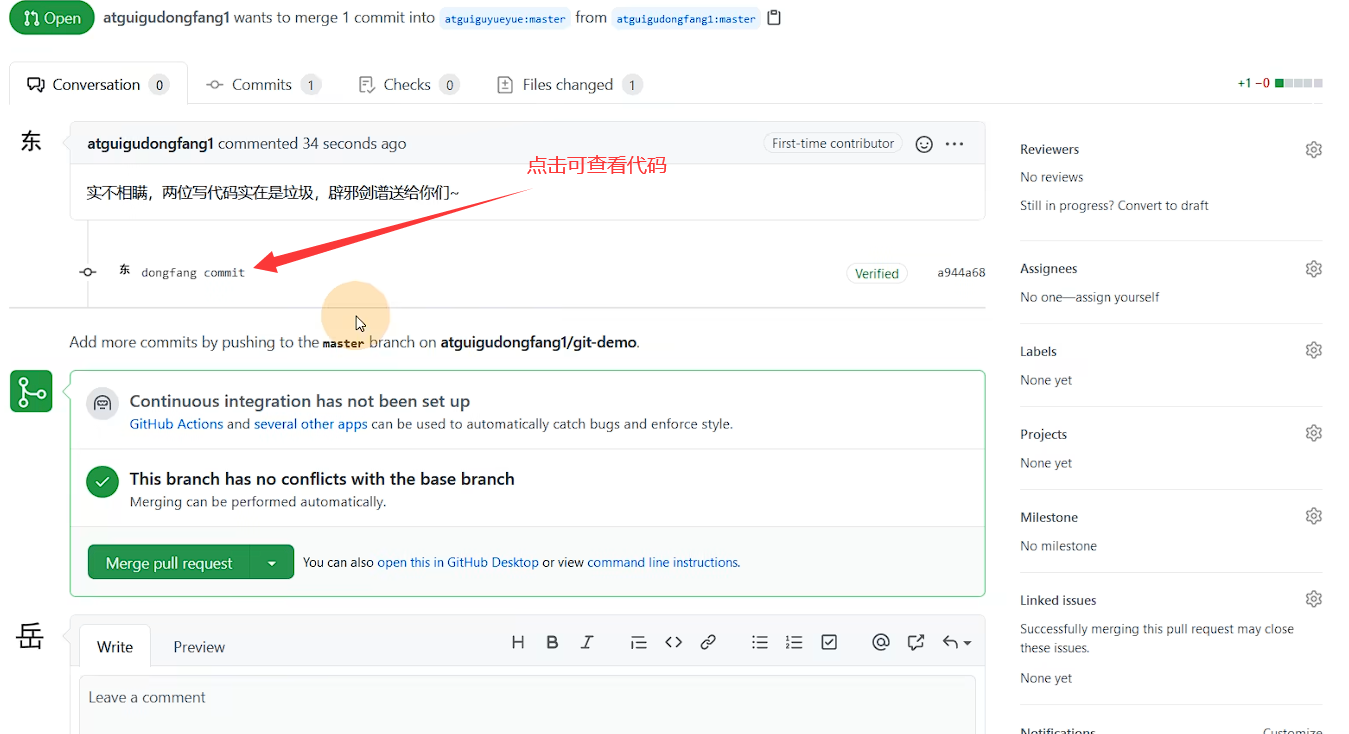 Open atguigudongfang1 wants to merge 1 commit into atguiguyueyue:master from atguigudongfang1:master
Conversation 0 Commits 1 Checks 0 Files changed 1 +1 −0
东 atguigudongfang1 commented 34 seconds ago First-time contributor
点击可查看代码
实不相瞒，两位写代码实在是垃圾，辟邪剑谱送给你们~
东 dongfang commit Verified a944a68
Add more commits by pushing to the master branch on atguigudongfang1/git-demo.
Continuous integration has not been set up
GitHub Actions and several other apps can be used to automatically catch bugs and enforce style.
This branch has no conflicts with the base branch
Merging can be performed automatically.
Merge pull request You can also open this in GitHub Desktop or view command line instructions.
岳 Write Preview H B I
Leave a comment
Reviewers
No reviews
Still in progress? Convert to draft
Assignees
No one—assign yourself
Labels
None yet
Projects
None yet
Milestone
No milestone
Linked issues
Successfully merging this pull request may close
these issues.
None yet
Notifications Customize